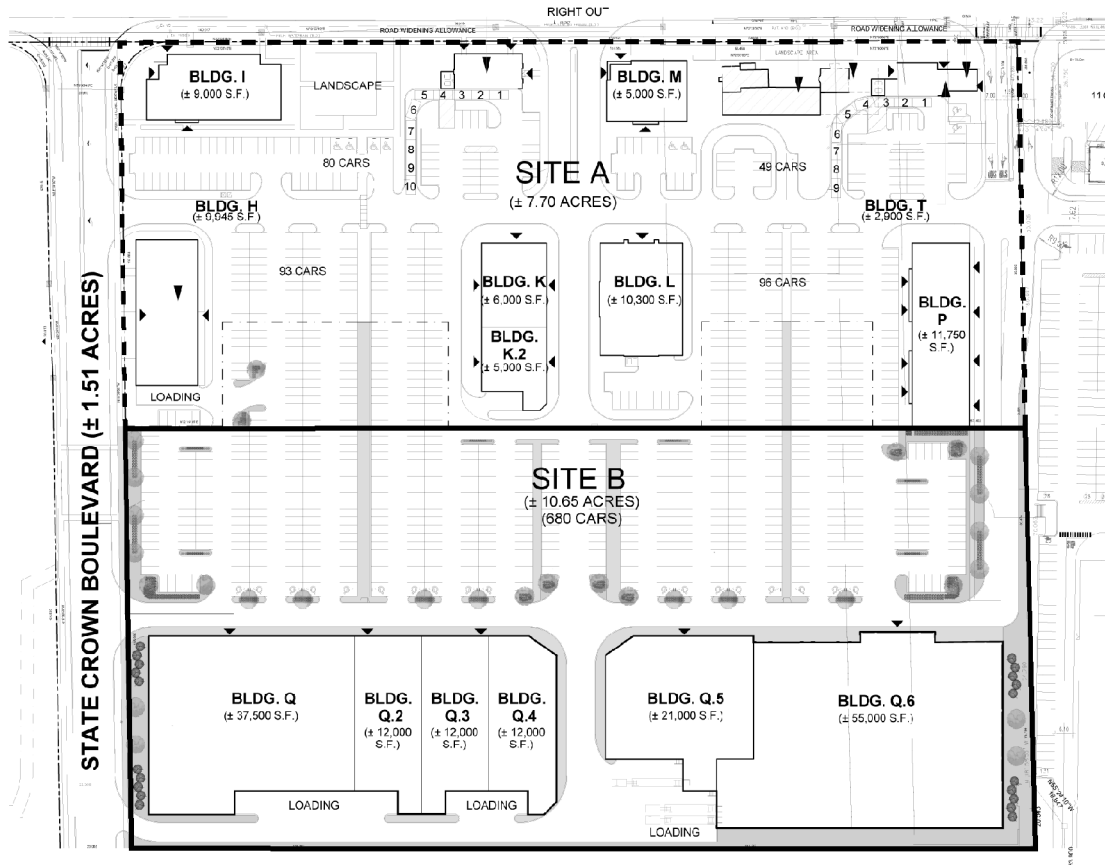 RIGHT OUT
ROAD WIDENING ALLOWANCE
ROAD WIDENING ALLOWANCE
LANDSCAPE AREA
BLDG. I
(± 9,000 S.F.)
LANDSCAPE
5 4 3 2 1
6
7
8
9
10
80 CARS
BLDG. M
(± 5,000 S.F.)
4 3 2 1
5
6
7
8
9
49 CARS
SITE A
(± 7.70 ACRES)
BLDG. H
(± 9,945 S.F.)
BLDG. T
(± 2,900 S.F.)
93 CARS
BLDG. K
(± 6,000 S.F.)
BLDG.
K.2
(± 5,000 S.F.)
BLDG. L
(± 10,300 S.F.)
96 CARS
BLDG.
P
(± 11,750
S.F.)
LOADING
STATE CROWN BOULEVARD (± 1.51 ACRES)
SITE B
(± 10.65 ACRES)
(680 CARS)
BLDG. Q
(± 37,500 S.F.)
BLDG.
Q.2
(± 12,000
S.F.)
BLDG.
Q.3
(± 12,000
S.F.)
BLDG.
Q.4
(± 12,000
S.F.)
BLDG. Q.5
(± 21,000 S.F.)
BLDG. Q.6
(± 55,000 S.F.)
LOADING
LOADING
LOADING